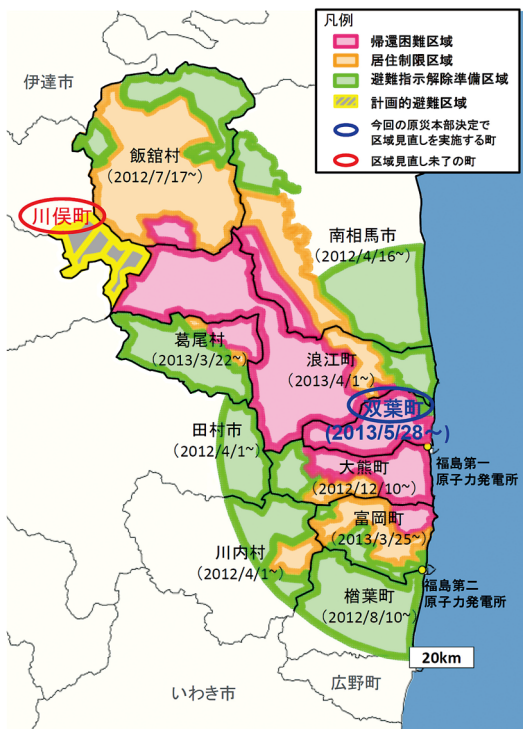 凡例
帰還困難区域
居住制限区域
避難指示解除準備区域
計画的避難区域
今回の原災本部決定で
区域見直しを実施する町
区域見直し未了の町
伊達市
飯舘村
(2012/7/17~)
川俣町
南相馬市
(2012/4/16~)
葛尾村
(2013/3/22~)
浪江町
(2013/4/1~)
双葉町
(2013/5/28~)
田村市
(2012/4/1~)
大熊町
(2012/12/10~)
福島第一
原子力発電所
富岡町
(2013/3/25~)
川内村
(2012/4/1~)
福島第二
原子力発電所
楢葉町
(2012/8/10~)
20km
広野町
いわき市